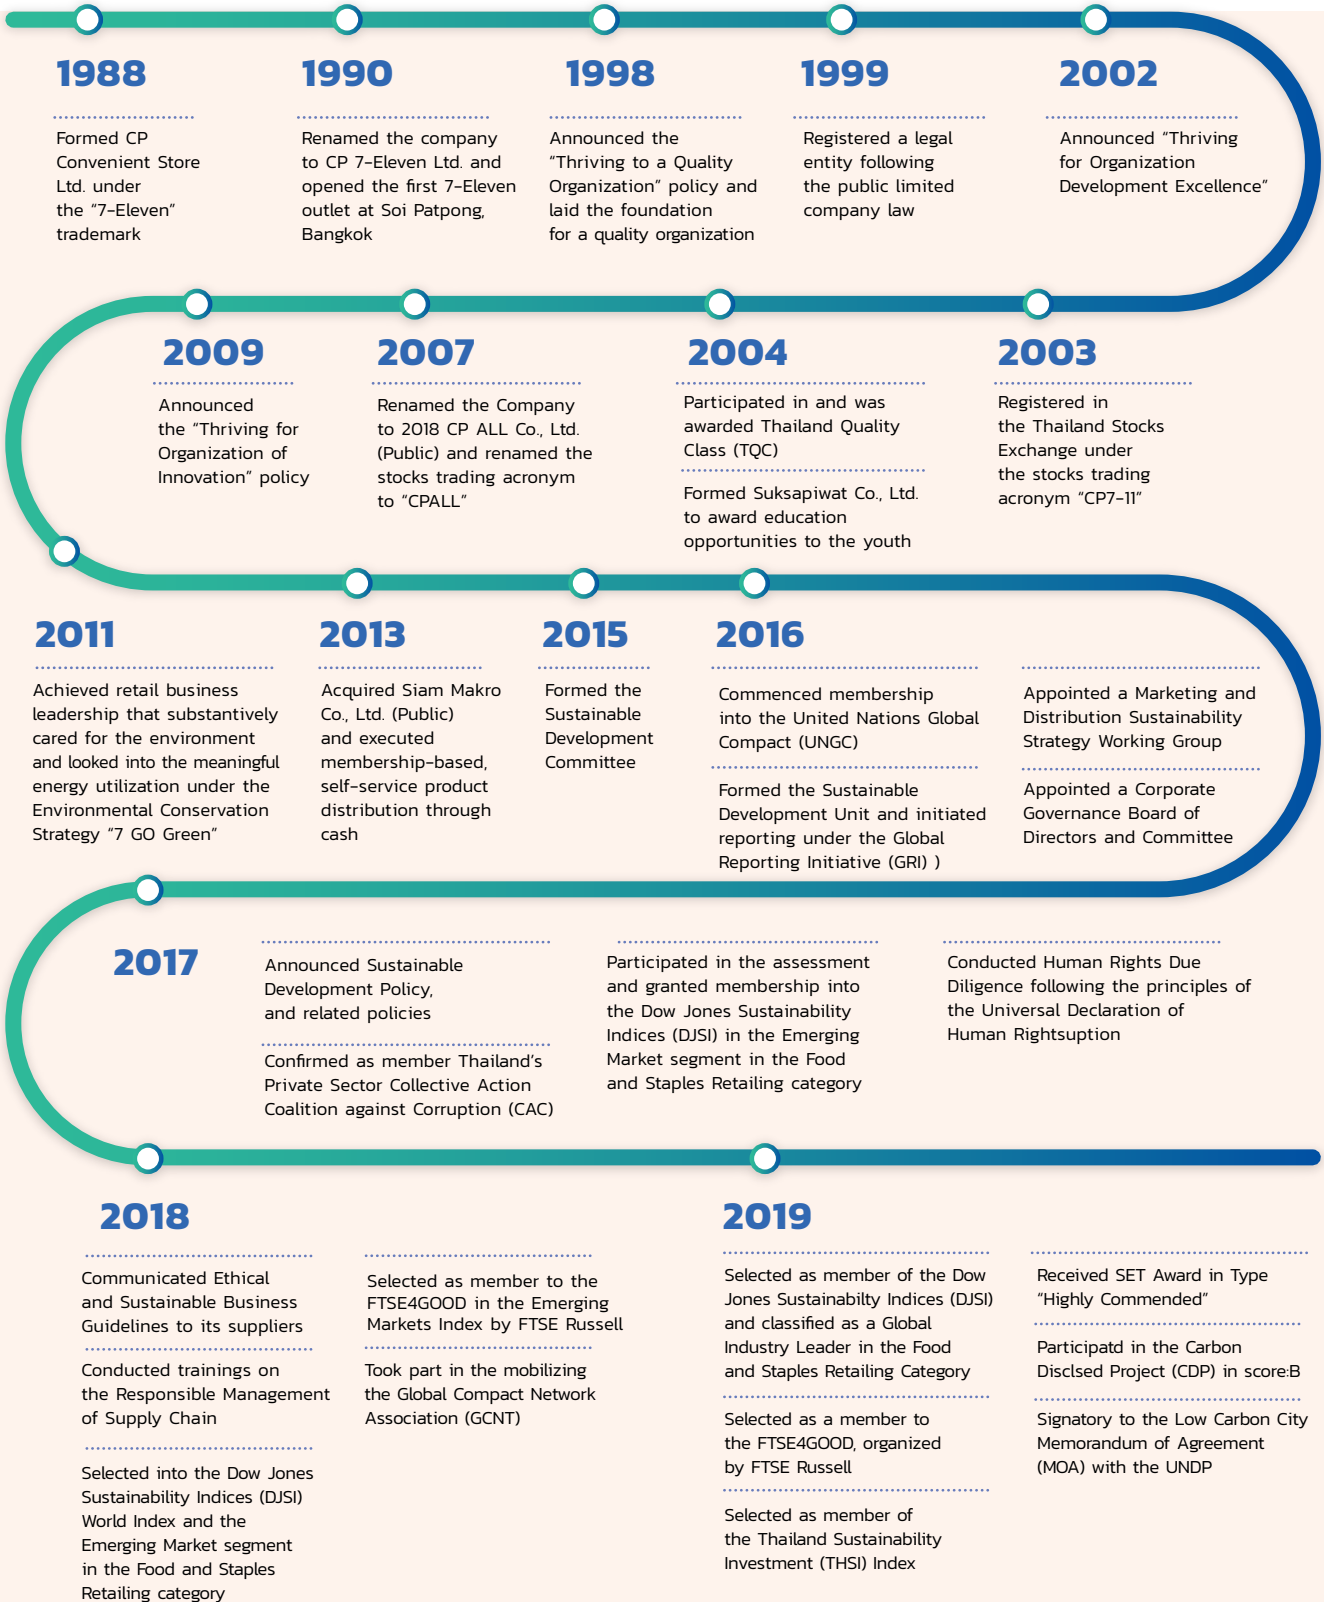 1988
Formed CP
Convenient Store
Ltd. under
the “7-Eleven”
trademark
1990
Renamed the company
to CP 7-Eleven Ltd. and
opened the first 7-Eleven
outlet at Soi Patpong,
Bangkok
1998
Announced the
“Thriving to a Quality
Organization” policy and
laid the foundation
for a quality organization
1999
Registered a legal
entity following
the public limited
company law
2002
Announced “Thriving
for Organization
Development Excellence”
2009
Announced
the “Thriving for
Organization of
Innovation” policy
2007
Renamed the Company
to 2018 CP ALL Co., Ltd.
(Public) and renamed the
stocks trading acronym
to “CPALL”
2004
Participated in and was
awarded Thailand Quality
Class (TQC)
Formed Suksapiwat Co., Ltd.
to award education
opportunities to the youth
2003
Registered in
the Thailand Stocks
Exchange under
the stocks trading
acronym “CP7-11”
2011
Achieved retail business
leadership that substantively
cared for the environment
and looked into the meaningful
energy utilization under the
Environmental Conservation
Strategy “7 GO Green”
2013
Acquired Siam Makro
Co., Ltd. (Public)
and executed
membership-based,
self-service product
distribution through
cash
2015
Formed the
Sustainable
Development
Committee
2016
Commenced membership
into the United Nations Global
Compact (UNGC)
Formed the Sustainable
Development Unit and initiated
reporting under the Global
Reporting Initiative (GRI) )
Appointed a Marketing and
Distribution Sustainability
Strategy Working Group
Appointed a Corporate
Governance Board of
Directors and Committee
2017
Announced Sustainable
Development Policy,
and related policies
Confirmed as member Thailand’s
Private Sector Collective Action
Coalition against Corruption (CAC)
Participated in the assessment
and granted membership into
the Dow Jones Sustainability
Indices (DJSI) in the Emerging
Market segment in the Food
and Staples Retailing category
Conducted Human Rights Due
Diligence following the principles of
the Universal Declaration of
Human Rightsuption
2018
Communicated Ethical
and Sustainable Business
Guidelines to its suppliers
Conducted trainings on
the Responsible Management
of Supply Chain
Selected into the Dow Jones
Sustainability Indices (DJSI)
World Index and the
Emerging Market segment
in the Food and Staples
Retailing category
Selected as member to the
FTSE4GOOD in the Emerging
Markets Index by FTSE Russell
Took part in the mobilizing
the Global Compact Network
Association (GCNT)
2019
Selected as member of the Dow
Jones Sustainabilty Indices (DJSI)
and classified as a Global
Industry Leader in the Food
and Staples Retailing Category
Selected as a member to
the FTSE4GOOD, organized
by FTSE Russell
Selected as member of
the Thailand Sustainability
Investment (THSI) Index
Received SET Award in Type
“Highly Commended”
Participatd in the Carbon
Disclsed Project (CDP) in score:B
Signatory to the Low Carbon City
Memorandum of Agreement
(MOA) with the UNDP